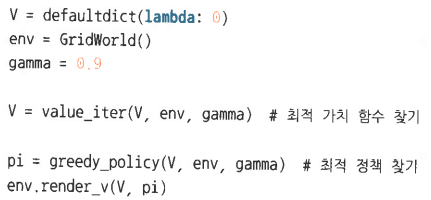 V = defaultdict(lambda: 0)
env = GridWorld()
gamma = 0.9
V = value_iter(V, env, gamma) # 최적 가치 함수 찾기
pi = greedy_policy(V, env, gamma) # 최적 정책 찾기
env.render_v(V, pi)